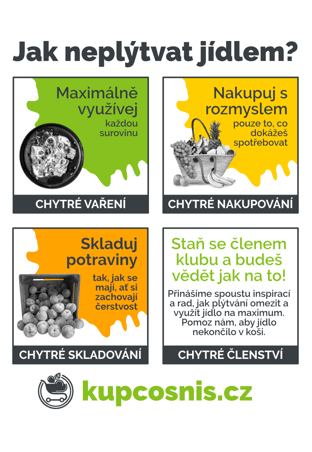 Jak neplýtvat jídlem?
Maximálně
využívej
každou
surovinu
CHYTRÉ VAŘENÍ
Nakupuj s
rozmyslem
pouze to, co
dokážeš
spotřebovat
CHYTRÉ NAKUPOVÁNÍ
Skladuj
potraviny
tak, jak se
mají, ať si
zachovají
čerstvost
CHYTRÉ SKLADOVÁNÍ
Staň se členem
klubu a budeš
vědět jak na to!
Přinášíme spoustu inspirací
a rad, jak plýtvání omezit a
využít jídlo na maximum.
Pomoz nám, aby jídlo
nekončilo v koši.
CHYTRÉ ČLENSTVÍ
kupcosnis.cz